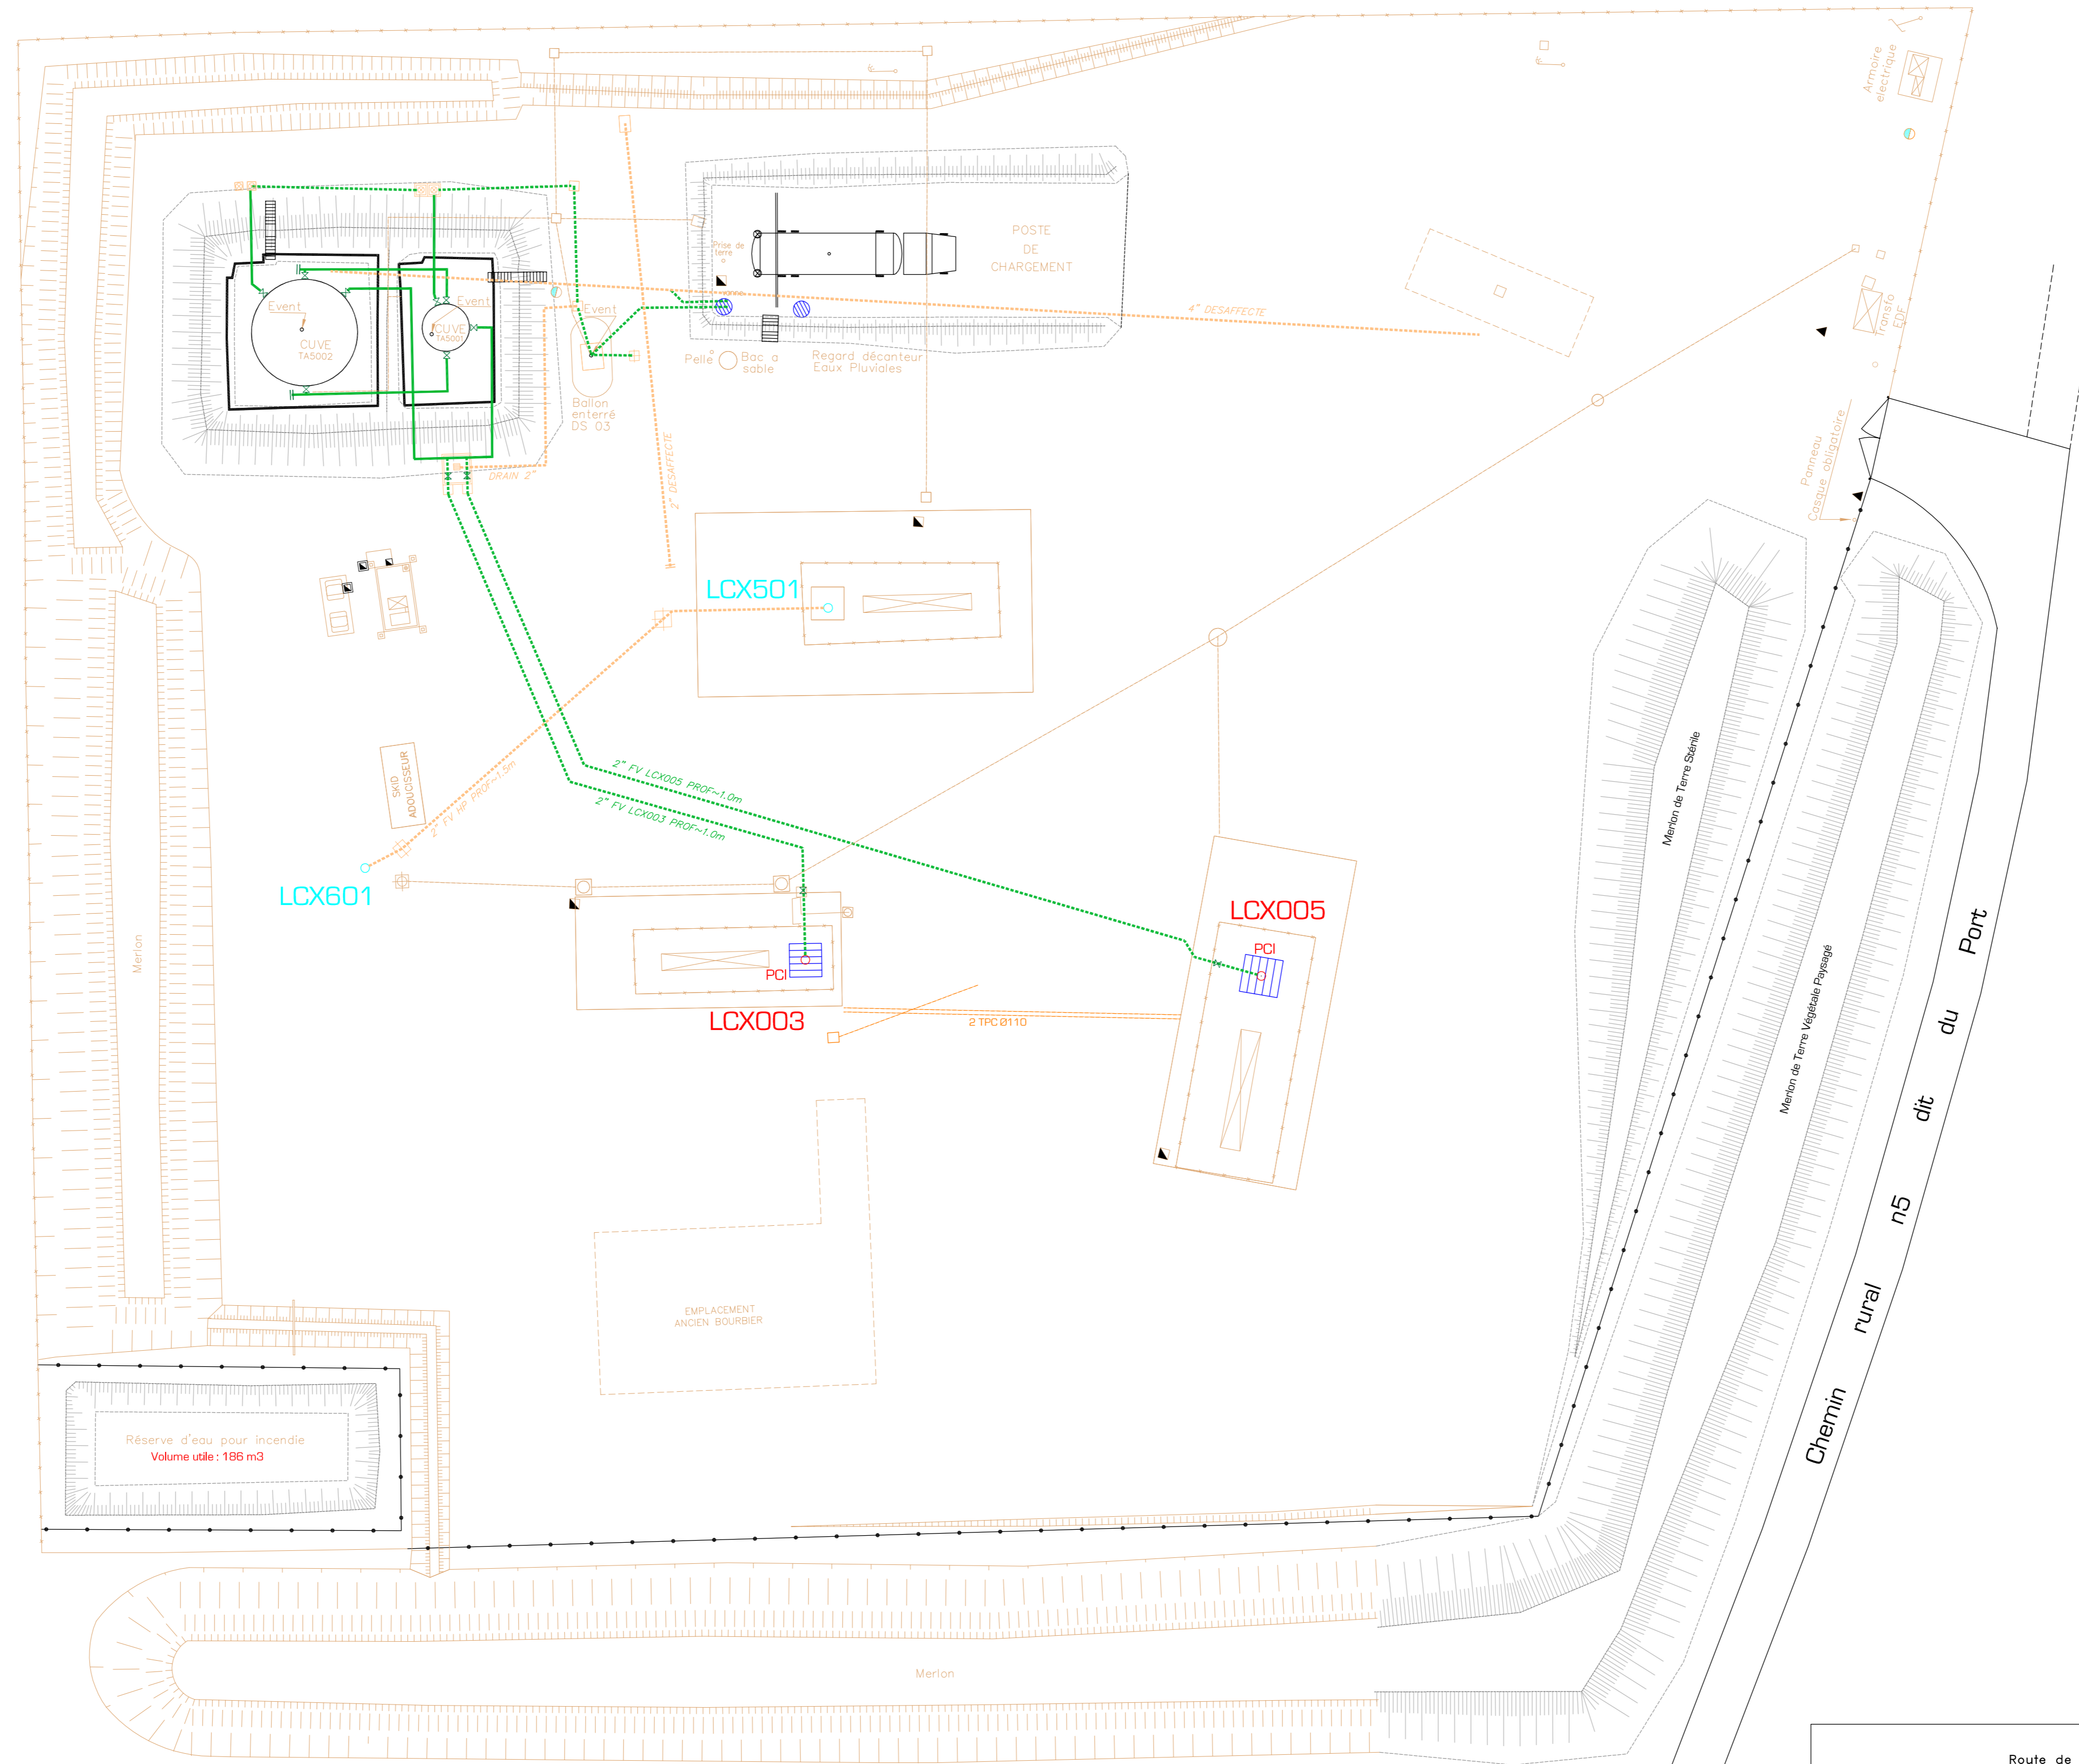 Armoire
electrique
POSTE
DE
CHARGEMENT
Prise de
terre
Event
Event
Event
CUVE
TA5002
CUVE
TA5001
4" DESAFFECTE
Transfo
EDF
Pelle
Bac a
sable
Regard décanteur
Eaux Pluviales
Ballon
enterré
DS 03
DRAIN 2"
2" DESAFFECTE
Panneau
Casque obligatoire
LCX501
SKID
ADOUCISSEUR
2" FV HP PROF~1.5m
2" FV LCX005 PROF~1.0m
2" FV LCX003 PROF~1.0m
LCX601
Merlon de Terre Stérile
LCX005
PCI
PCI
LCX003
2 TPC Ø110
Merlon
Merlon de Terre Végétale Paysagé
Chemin rural n5 dit du Port
EMPLACEMENT
ANCIEN BOURBIER
Réserve d'eau pour incendie
Volume utile : 186 m3
Merlon
Route de